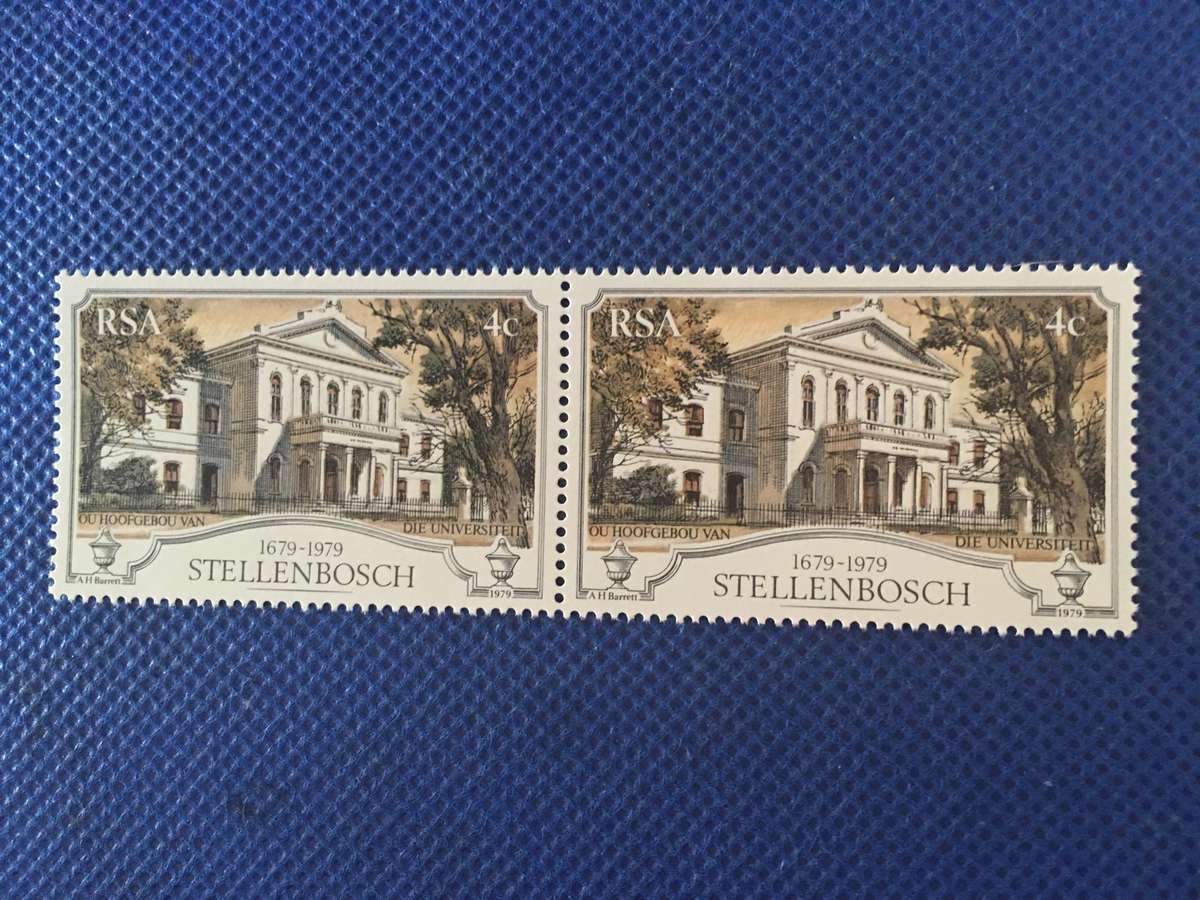 RSA 4c
OU HOOFGEBOU VAN DIE UNIVERSITEIT
1679-1979
STELLENBOSCH
A H Barrett 1979
RSA 4c
OU HOOFGEBOU VAN DIE UNIVERSITEIT
1679-1979
STELLENBOSCH
A H Barrett 1979